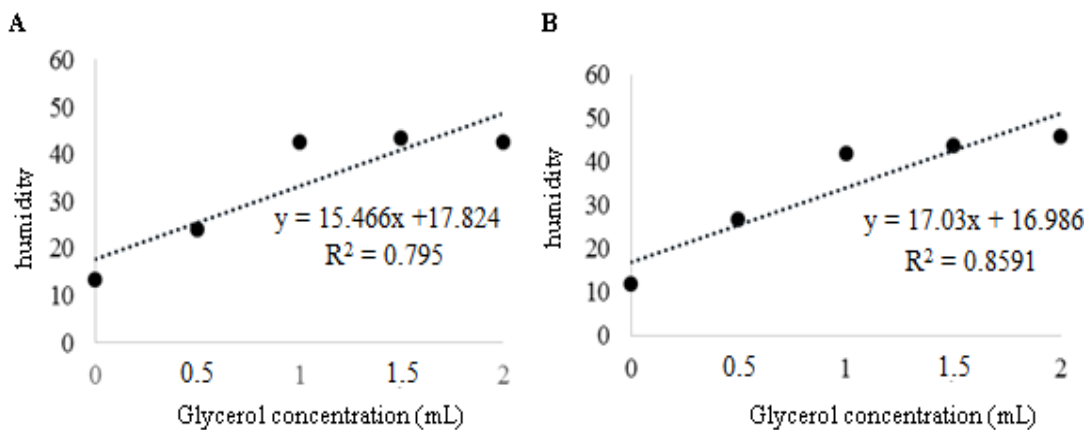 A
60
50
40
30
20
10
0
humidity
y = 15.466x +17.824
R² = 0.795
0 0.5 1 1.5 2
Glycerol concentration (mL)
B
60
50
40
30
20
10
0
humidity
y = 17.03x + 16.986
R² = 0.8591
0 0.5 1 1.5 2
Glycerol concentration (mL)